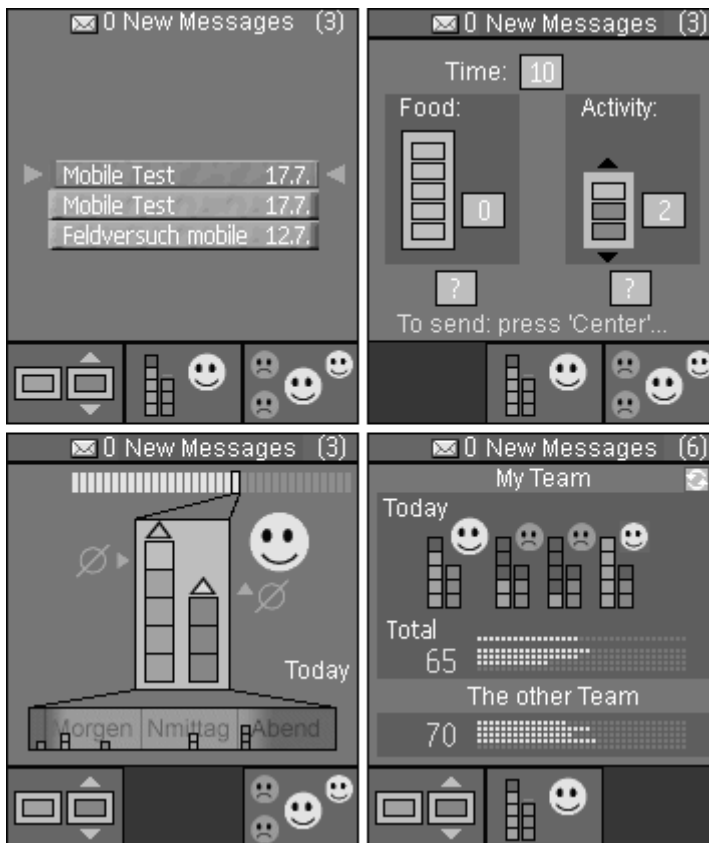 0 New Messages (3)
Mobile Test 17.7.
Mobile Test 17.7.
Feldversuch mobile 12.7.
0 New Messages (3)
Time: 10
Food: Activity:
0 2
? ?
To send: press 'Center'...
0 New Messages (3)
Today
Morgen Nmittag Abend
0 New Messages (6)
My Team
Today
Total
65
The other Team
70